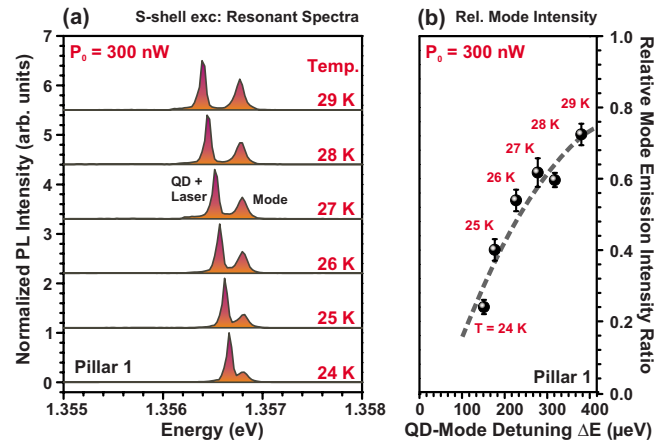 (a) S-shell exc: Resonant Spectra
P₀ = 300 nW
Temp.
29 K
28 K
QD +
Laser
Mode
27 K
26 K
25 K
Pillar 1
24 K
Normalized PL Intensity (arb. units)
0
1
2
3
4
5
6
7
8
1.355
1.356
1.357
1.358
Energy (eV)
(b) Rel. Mode Intensity
P₀ = 300 nW
29 K
28 K
27 K
26 K
25 K
T = 24 K
Pillar 1
Relative Mode Emission Intensity Ratio
1.0
0.8
0.6
0.4
0.2
0.0
0
100
200
300
400
QD-Mode Detuning ΔE (μeV)